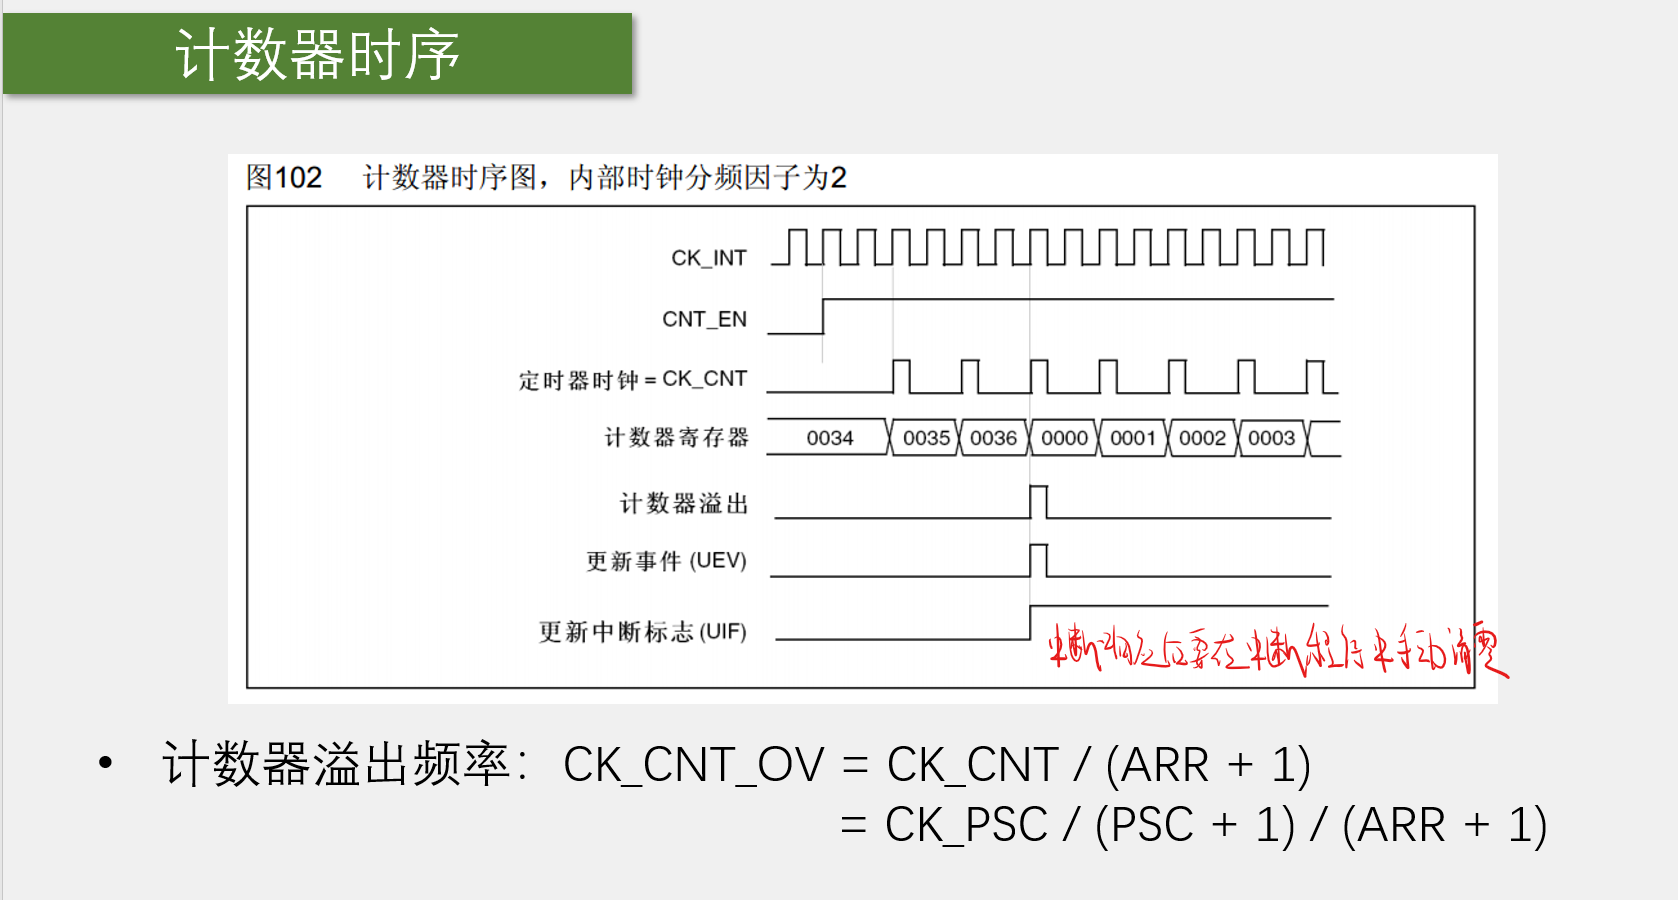 计数器时序
图102 计数器时序图，内部时钟分频因子为2
CK_INT
CNT_EN
定时器时钟 = CK_CNT
计数器寄存器 0034 0035 0036 0000 0001 0002 0003
计数器溢出
更新事件 (UEV)
更新中断标志 (UIF)
中断响应后要在中断程序中手动清零
• 计数器溢出频率：CK_CNT_OV = CK_CNT / (ARR + 1)
= CK_PSC / (PSC + 1) / (ARR + 1)